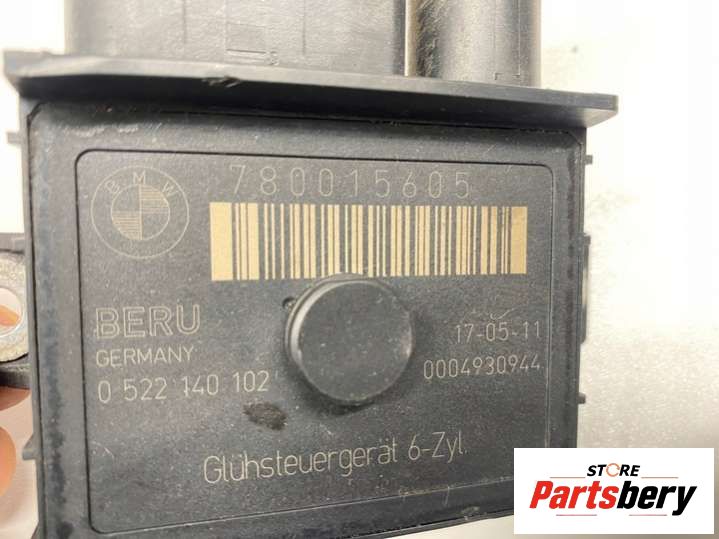 BMW
780015605
BERU
GERMANY
0 522 140 102
17-05-11
0004930944
Glühsteuergerät 6-Zyl.
STORE
Partsbery